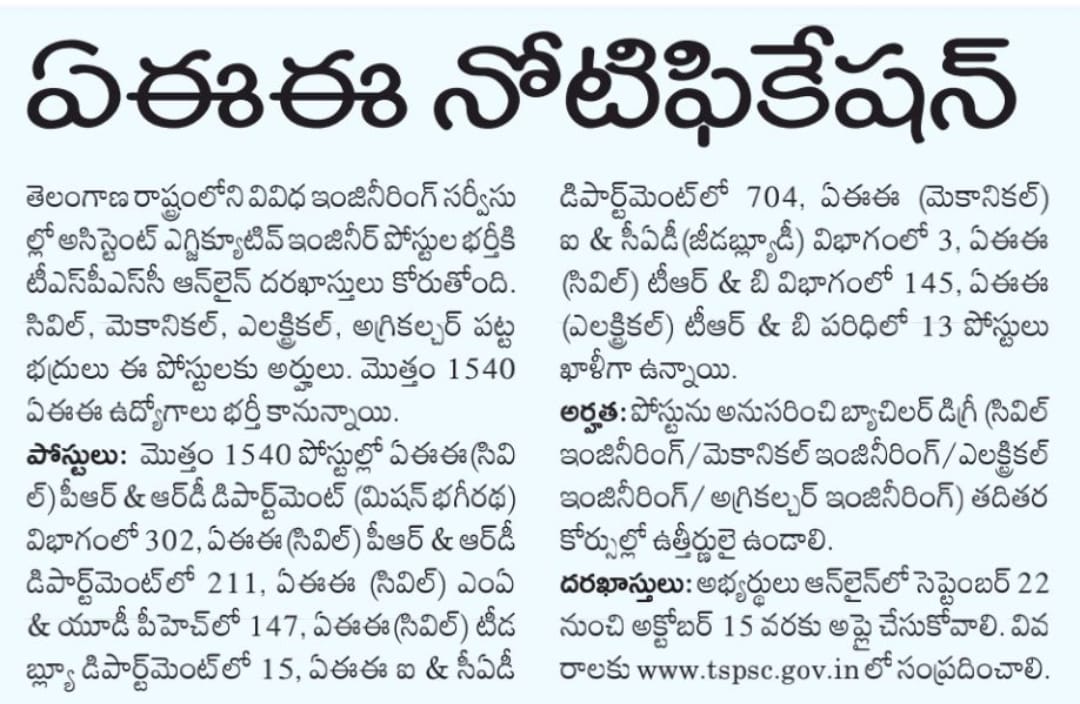 ఏఈఈ నోటిఫికేషన్
తెలంగాణ రాష్ట్రంలోని వివిధ ఇంజినీరింగ్ సర్వీసు
ల్లో అసిస్టెంట్ ఎగ్జిక్యూటివ్ ఇంజినీర్ పోస్టుల భర్తీకి
టీఎస్‌పీఎస్‌సీ ఆన్‌లైన్ దరఖాస్తులు కోరుతోంది.
సివిల్, మెకానికల్, ఎలక్ట్రికల్, అగ్రికల్చర్ పట్ట
భద్రులు ఈ పోస్టులకు అర్హులు. మొత్తం 1540
ఏఈఈ ఉద్యోగాలు భర్తీ కానున్నాయి.
పోస్టులు: మొత్తం 1540 పోస్టుల్లో ఏఈఈ(సివి
ల్) పీఆర్ & ఆర్‌డీ డిపార్ట్‌మెంట్ (మిషన్ భగీరథ)
విభాగంలో 302, ఏఈఈ(సివిల్) పీఆర్ & ఆర్‌డీ
డిపార్ట్‌మెంట్‌లో 211, ఏఈఈ (సివిల్) ఎంఏ
& యూడీ పీహెచ్‌లో 147, ఏఈఈ(సివిల్) టీడ
బ్ల్యూ డిపార్ట్‌మెంట్‌లో 15, ఏఈఈ ఐ & సీఏడీ
డిపార్ట్‌మెంట్‌లో 704, ఏఈఈ (మెకానికల్)
ఐ & సీఏడీ(జీడబ్ల్యూడీ) విభాగంలో 3, ఏఈఈ
(సివిల్) టీఆర్ & బి విభాగంలో 145, ఏఈఈ
(ఎలక్ట్రికల్) టీఆర్ & బి పరిధిలో 13 పోస్టులు
ఖాళీగా ఉన్నాయి.
అర్హత: పోస్టును అనుసరించి బ్యాచిలర్ డిగ్రీ (సివిల్
ఇంజినీరింగ్/మెకానికల్ ఇంజినీరింగ్/ఎలక్ట్రికల్
ఇంజినీరింగ్/ అగ్రికల్చర్ ఇంజినీరింగ్) తదితర
కోర్సుల్లో ఉత్తీర్ణులై ఉండాలి.
దరఖాస్తులు: అభ్యర్థులు ఆన్‌లైన్‌లో సెప్టెంబర్ 22
నుంచి అక్టోబర్ 15 వరకు అప్లై చేసుకోవాలి. వివ
రాలకు www.tspsc.gov.in లో సంప్రదించాలి.